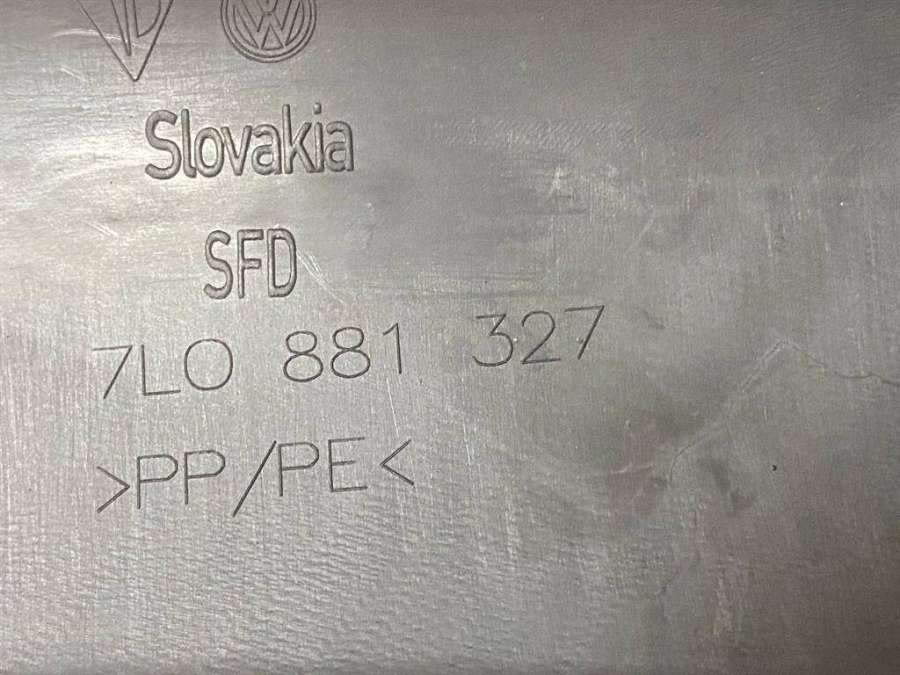 Slovakia
SFD
7L0 881 327
>PP/PE<